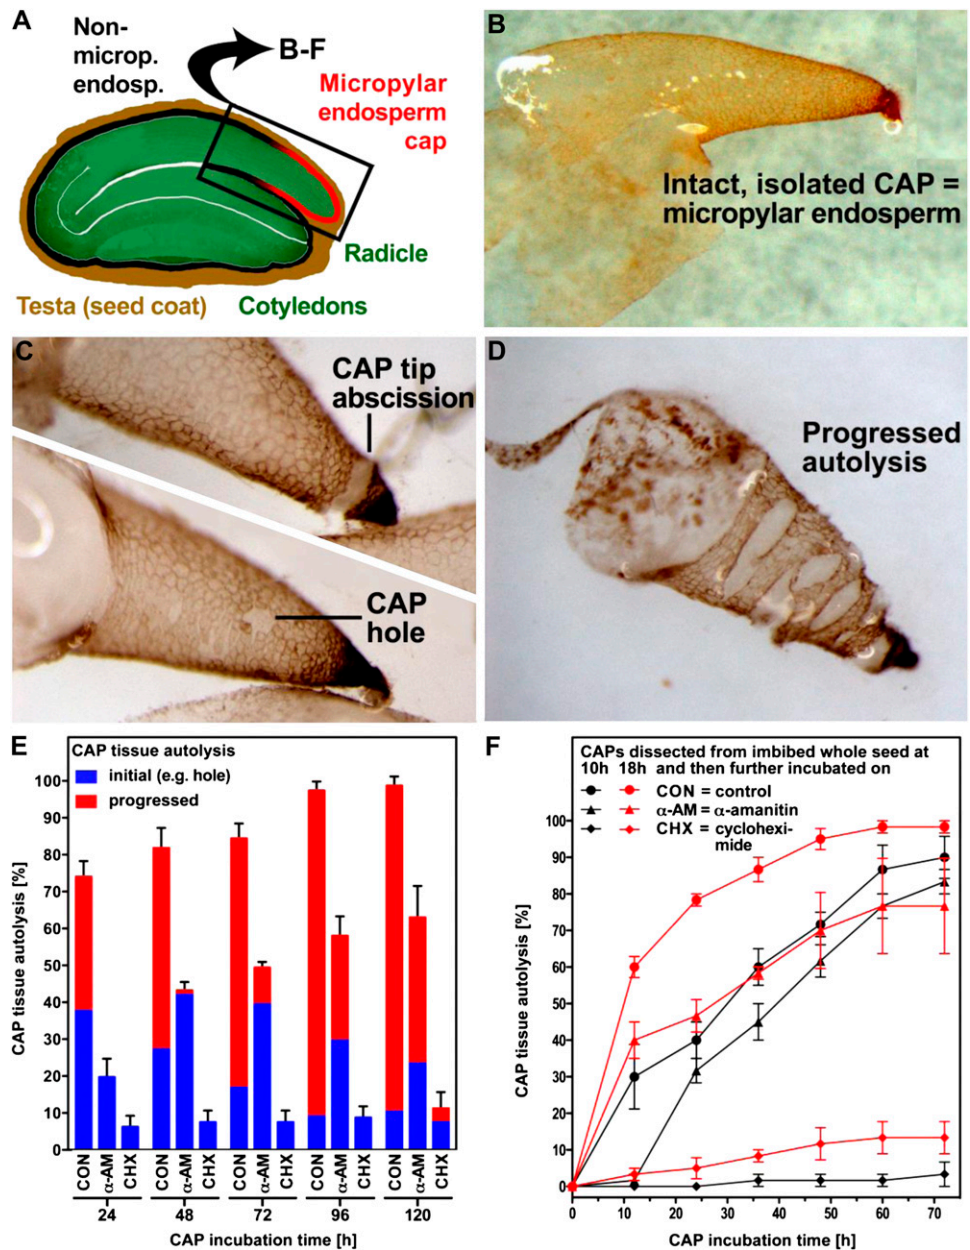 A
Non-
microp.
endosp.
B-F
Micropylar
endosperm
cap
Radicle
Testa (seed coat)
Cotyledons
B
Intact, isolated CAP =
micropylar endosperm
C
CAP tip
abscission
CAP
hole
D
Progressed
autolysis
E
CAP tissue autolysis
initial (e.g. hole)
progressed
CAP tissue autolysis [%]
100
90
80
70
60
50
40
30
20
10
0
CON
α-AM
CHX
CON
α-AM
CHX
CON
α-AM
CHX
CON
α-AM
CHX
CON
α-AM
CHX
24
48
72
96
120
CAP incubation time [h]
F
CAPs dissected from imbibed whole seed at
10h 18h and then further incubated on
CON = control
α-AM = α-amanitin
CHX = cyclohexi-
mide
CAP tissue autolysis [%]
100
90
80
70
60
50
40
30
20
10
0
0 10 20 30 40 50 60 70
CAP incubation time [h]